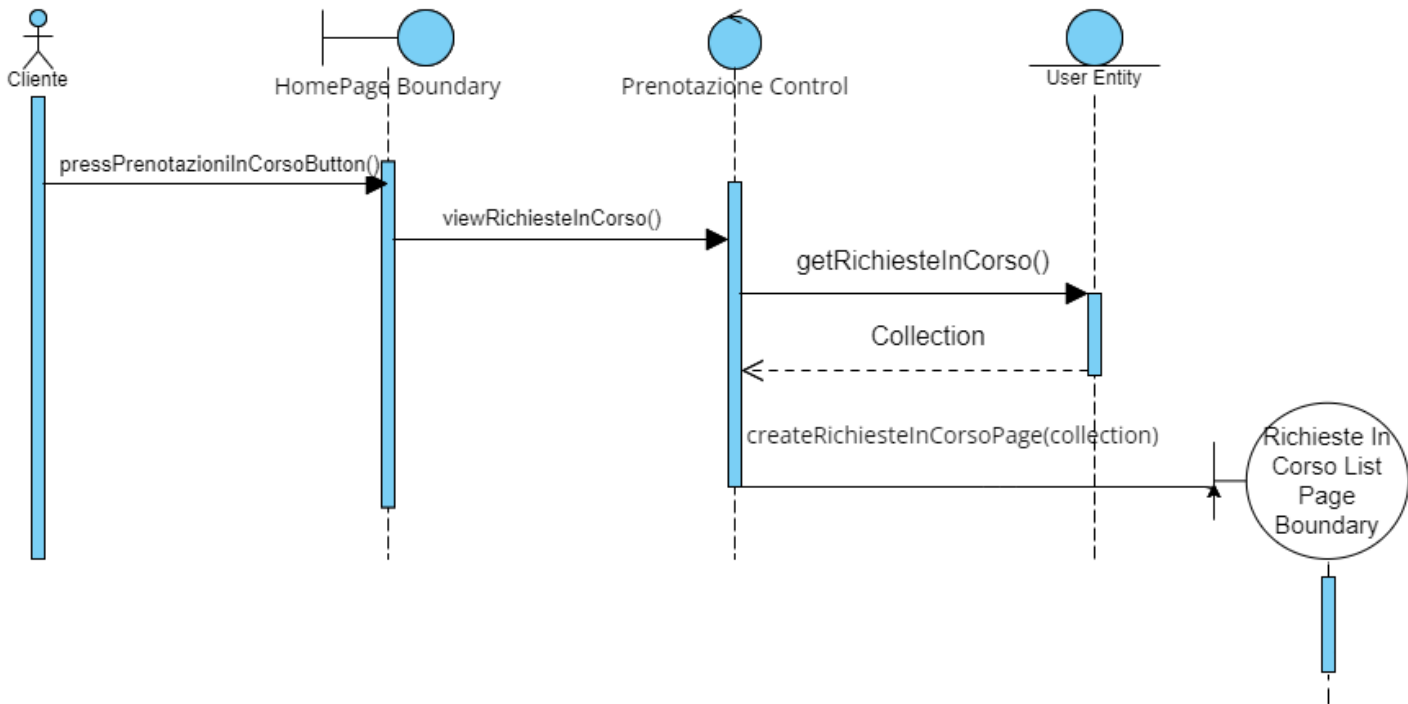 Cliente
HomePage Boundary
Prenotazione Control
User Entity
pressPrenotazioniInCorsoButton()
viewRichiesteInCorso()
getRichiesteInCorso()
Collection
createRichiesteInCorsoPage(collection)
Richieste In
Corso List
Page
Boundary